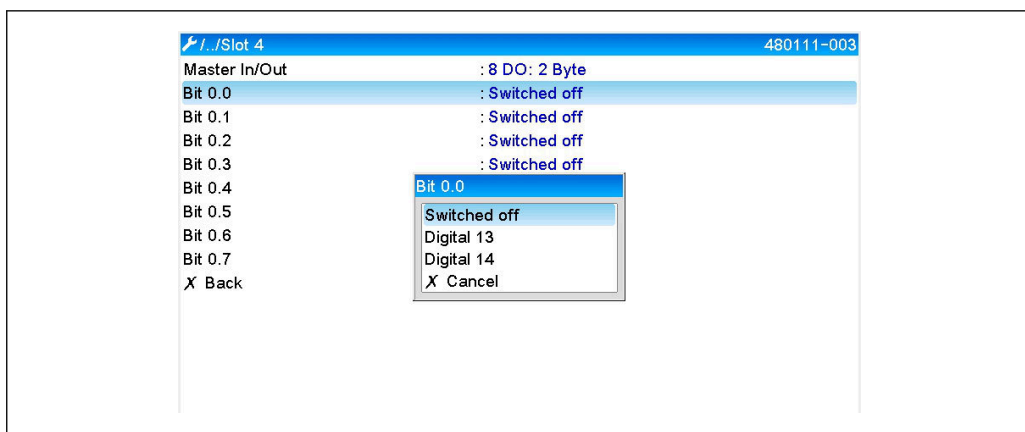 /../Slot 4 480111-003
Master In/Out : 8 DO: 2 Byte
Bit 0.0 : Switched off
Bit 0.1 : Switched off
Bit 0.2 : Switched off
Bit 0.3 : Switched off
Bit 0.4
Bit 0.5
Bit 0.6
Bit 0.7
X Back
Bit 0.0
Switched off
Digital 13
Digital 14
X Cancel